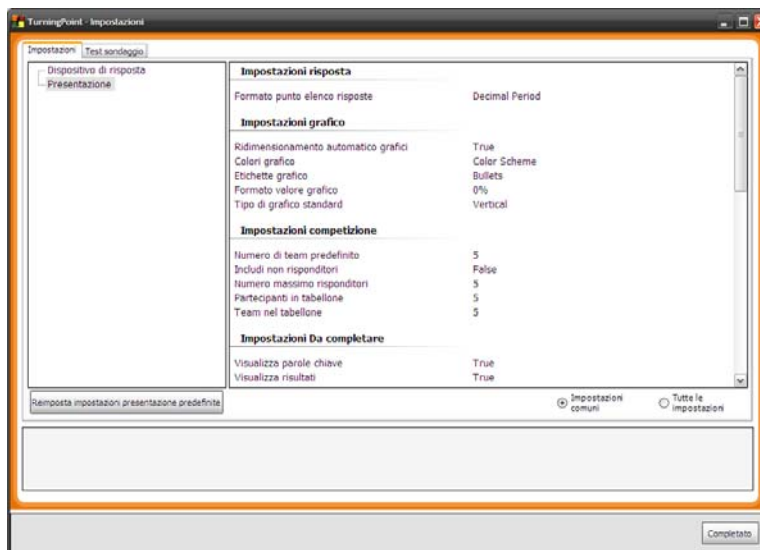 TurningPoint - Impostazioni
Impostazioni
Test sondaggio
Dispositivo di risposta
Presentazione
Impostazioni risposta
Formato punto elenco risposte Decimal Period
Impostazioni grafico
Ridimensionamento automatico grafici True
Colori grafico Color Scheme
Etichette grafico Bullets
Formato valore grafico 0%
Tipo di grafico standard Vertical
Impostazioni competizione
Numero di team predefinito 5
Includi non risponditori False
Numero massimo risponditori 5
Partecipanti in tabellone 5
Team nel tabellone 5
Impostazioni Da completare
Visualizza parole chiave True
Visualizza risultati True
Reimposta impostazioni presentazione predefinite
Impostazioni
comuni
Tutte le
impostazioni
Completato